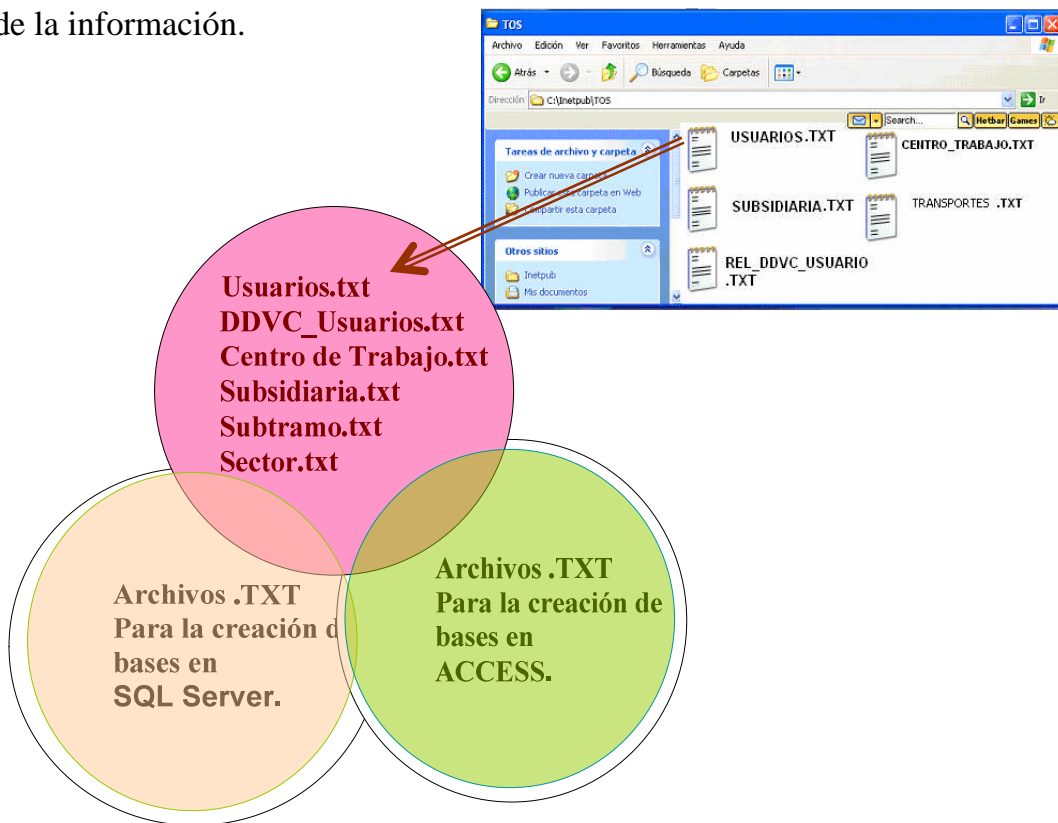 de la información.
TOS
Archivo Edición Ver Favoritos Herramientas Ayuda
Atrás Búsqueda Carpetas
Dirección C:\Inetpub\TOS Ir
Search... Hotbar Games
Tareas de archivo y carpeta
Crear nueva carpeta
Publicar esta carpeta en Web
Compartir esta carpeta
Otros sitios
Inetpub
Mis documentos
USUARIOS.TXT
CENTRO_TRABAJO.TXT
SUBSIDIARIA.TXT
TRANSPORTES .TXT
REL_DDVC_USUARIO
.TXT
Usuarios.txt
DDVC_Usuarios.txt
Centro de Trabajo.txt
Subsidiaria.txt
Subtramo.txt
Sector.txt
Archivos .TXT
Para la creación d
bases en
SQL Server.
Archivos .TXT
Para la creación de
bases en
ACCESS.